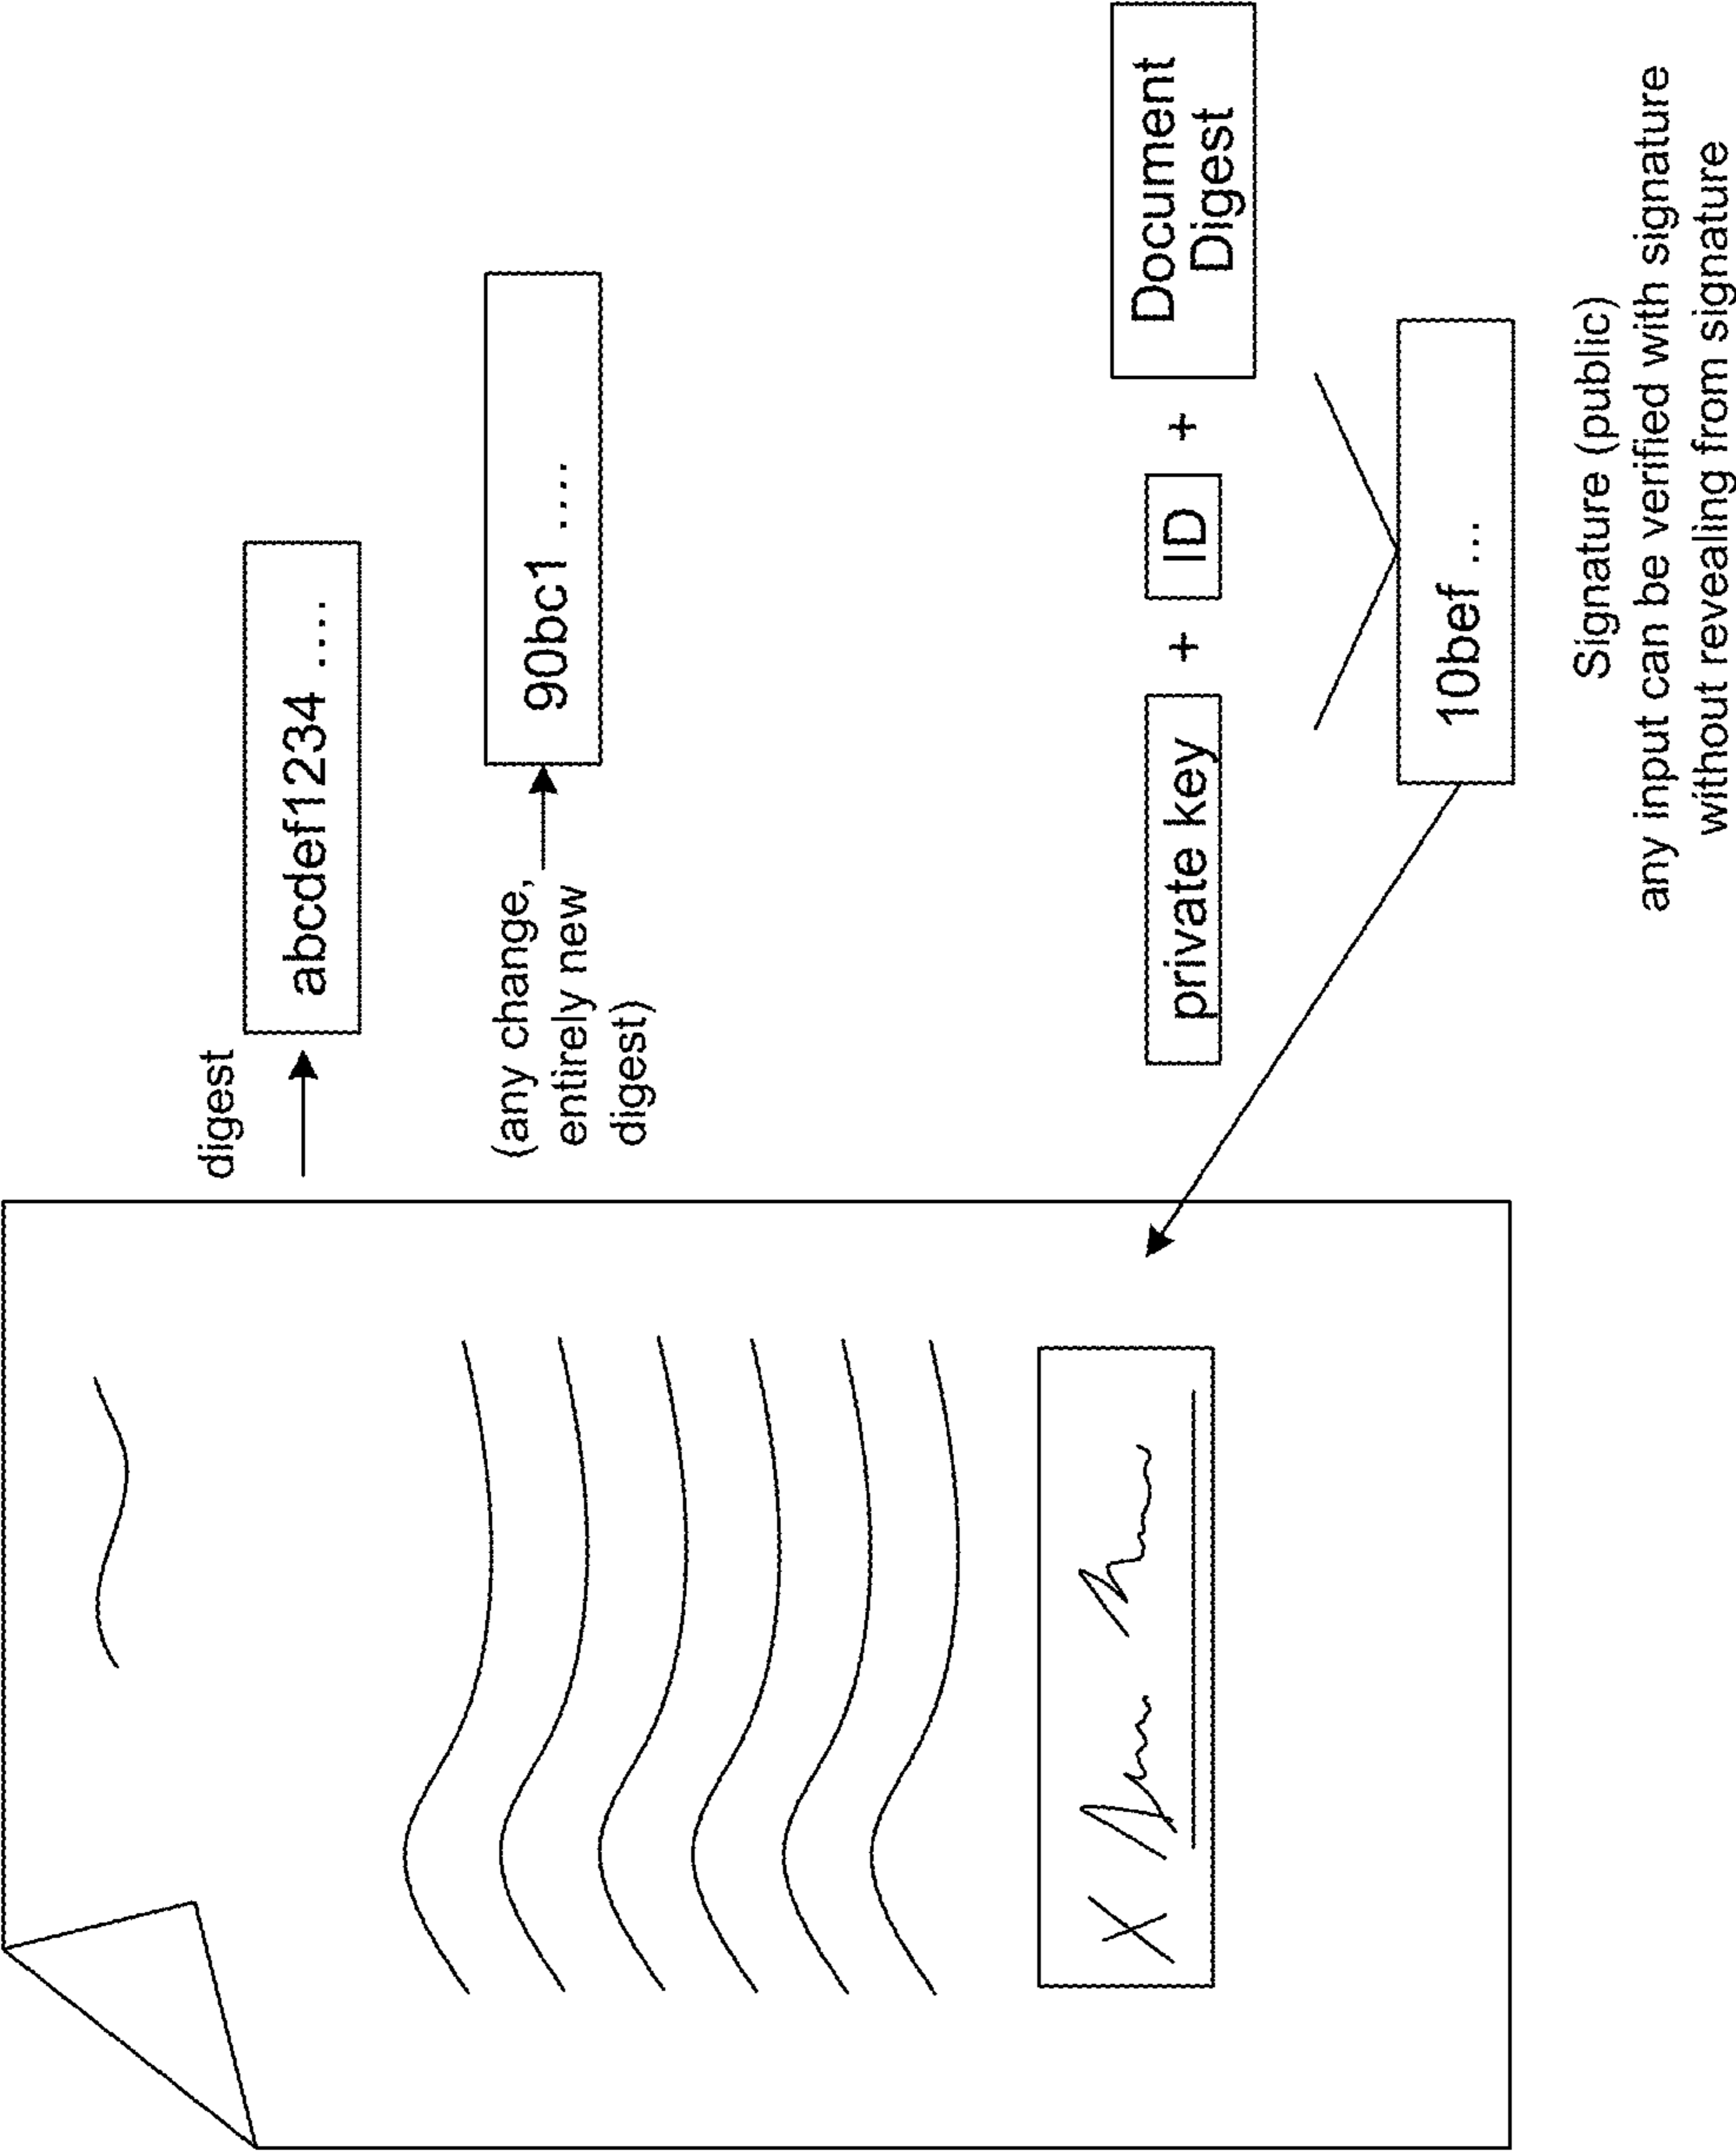 digest
abcdef1234 ....
(any change,
entirely new
digest)
90bc1 ....
private key + ID + Document
Digest
10bef ...
Signature (public)
any input can be verified with signature
without revealing from signature
X